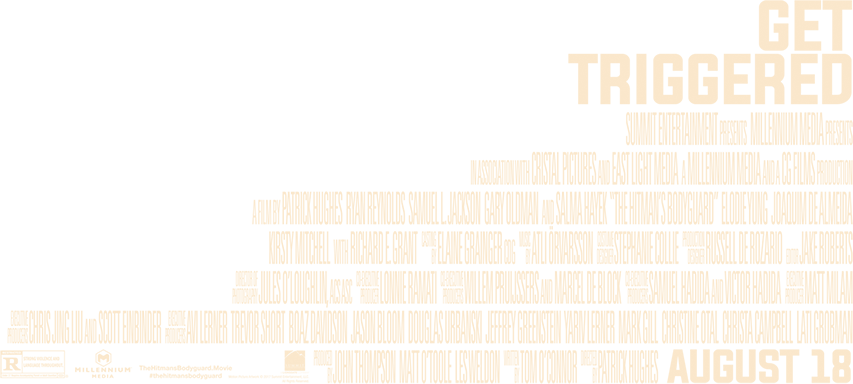 GET
TRIGGERED
SUMMIT ENTERTAINMENT PRESENTS MILLENNIUM MEDIA PRESENTS
IN ASSOCIATION WITH CRISTAL PICTURES AND EAST LIGHT MEDIA A MILLENNIUM MEDIA AND A CG FILMS PRODUCTION
A FILM BY PATRICK HUGHES RYAN REYNOLDS SAMUEL L. JACKSON GARY OLDMAN AND SALMA HAYEK "THE HITMAN'S BODYGUARD" ELODIE YUNG JOAQUIM DE ALMEIDA
KIRSTY MITCHELL WITH RICHARD E. GRANT CASTING BY ELAINE GRAINGER CDG MUSIC BY ATLI ÖRVARSSON COSTUME DESIGNER STEPHANIE COLLIE PRODUCTION DESIGNER RUSSELL DE ROZARIO EDITOR JAKE ROBERTS
DIRECTOR OF PHOTOGRAPHY JULES O'LOUGHLIN, ACS ASC CO-EXECUTIVE PRODUCER LONNIE RAMATI CO-EXECUTIVE PRODUCERS WILLEM PRUIJSSERS AND MARCEL DE BLOCK CO-EXECUTIVE PRODUCERS SAMUEL HADIDA AND VICTOR HADIDA EXECUTIVE PRODUCER MATT MILAM
EXECUTIVE PRODUCERS CHRIS JING LIU AND SCOTT EINBINDER EXECUTIVE PRODUCERS AVI LERNER TREVOR SHORT BOAZ DAVIDSON JASON BLOOM DOUGLAS URBANSKI JEFFREY GREENSTEIN YARIV LERNER MARK GILL CHRISTINE OTAL CHRISTA CAMPBELL LATI GROBMAN
R MILLENNIUM MEDIA TheHitmansBodyguard.Movie #thehitmansbodyguard
PRODUCED BY JOHN THOMPSON MATT O'TOOLE LES WELDON WRITTEN BY TOM O'CONNOR DIRECTED BY PATRICK HUGHES AUGUST 18